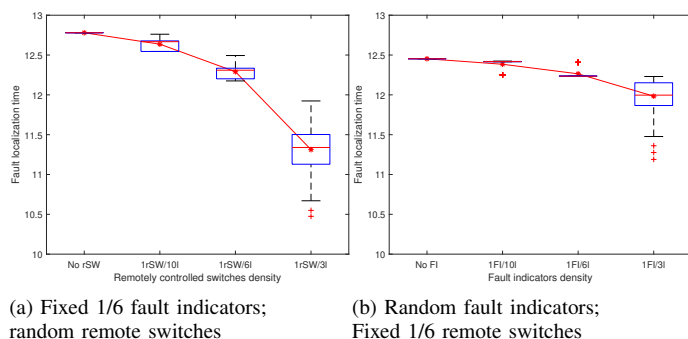 13
12.5
12
11.5
11
10.5
10
Fault localization time
No rSW
1rSW/10l
1rSW/6l
1rSW/3l
Remotely controlled switches density
13
12.5
12
11.5
11
10.5
10
Fault localization time
No FI
1FI/10l
1FI/6l
1FI/3l
Fault indicators density
(a) Fixed 1/6 fault indicators;
random remote switches
(b) Random fault indicators;
Fixed 1/6 remote switches